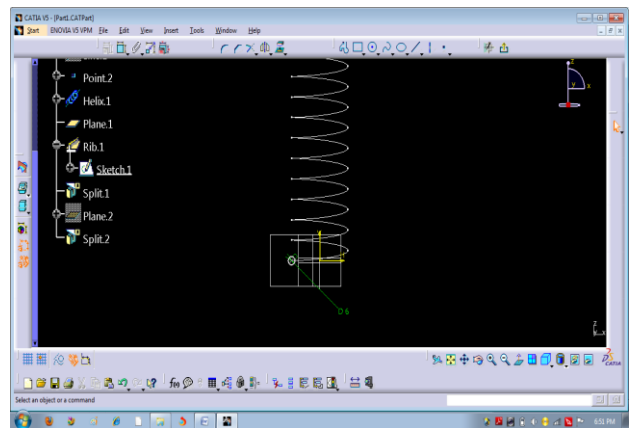 CATIA V5 - [Part1.CATPart]
Start ENOVIA V5 VPM File Edit View Insert Tools Window Help
Point.2
Helix.1
Plane.1
Rib.1
Sketch.1
Split.1
Plane.2
Split.2
D 6
Select an object or a command
6:51 PM